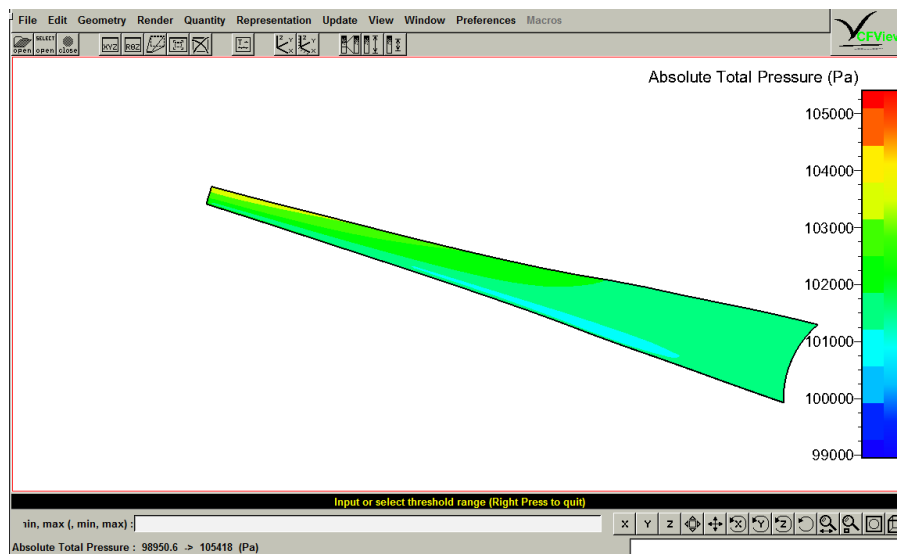 File Edit Geometry Render Quantity Representation Update View Window Preferences Macros
open SELECT open close XYZ RΘZ T Z Y X Z Y X CFView
Absolute Total Pressure (Pa)
105000
104000
103000
102000
101000
100000
99000
Input or select threshold range (Right Press to quit)
min, max (, min, max) : X Y Z X Y Z
Absolute Total Pressure : 98950.6 -> 105418 (Pa)